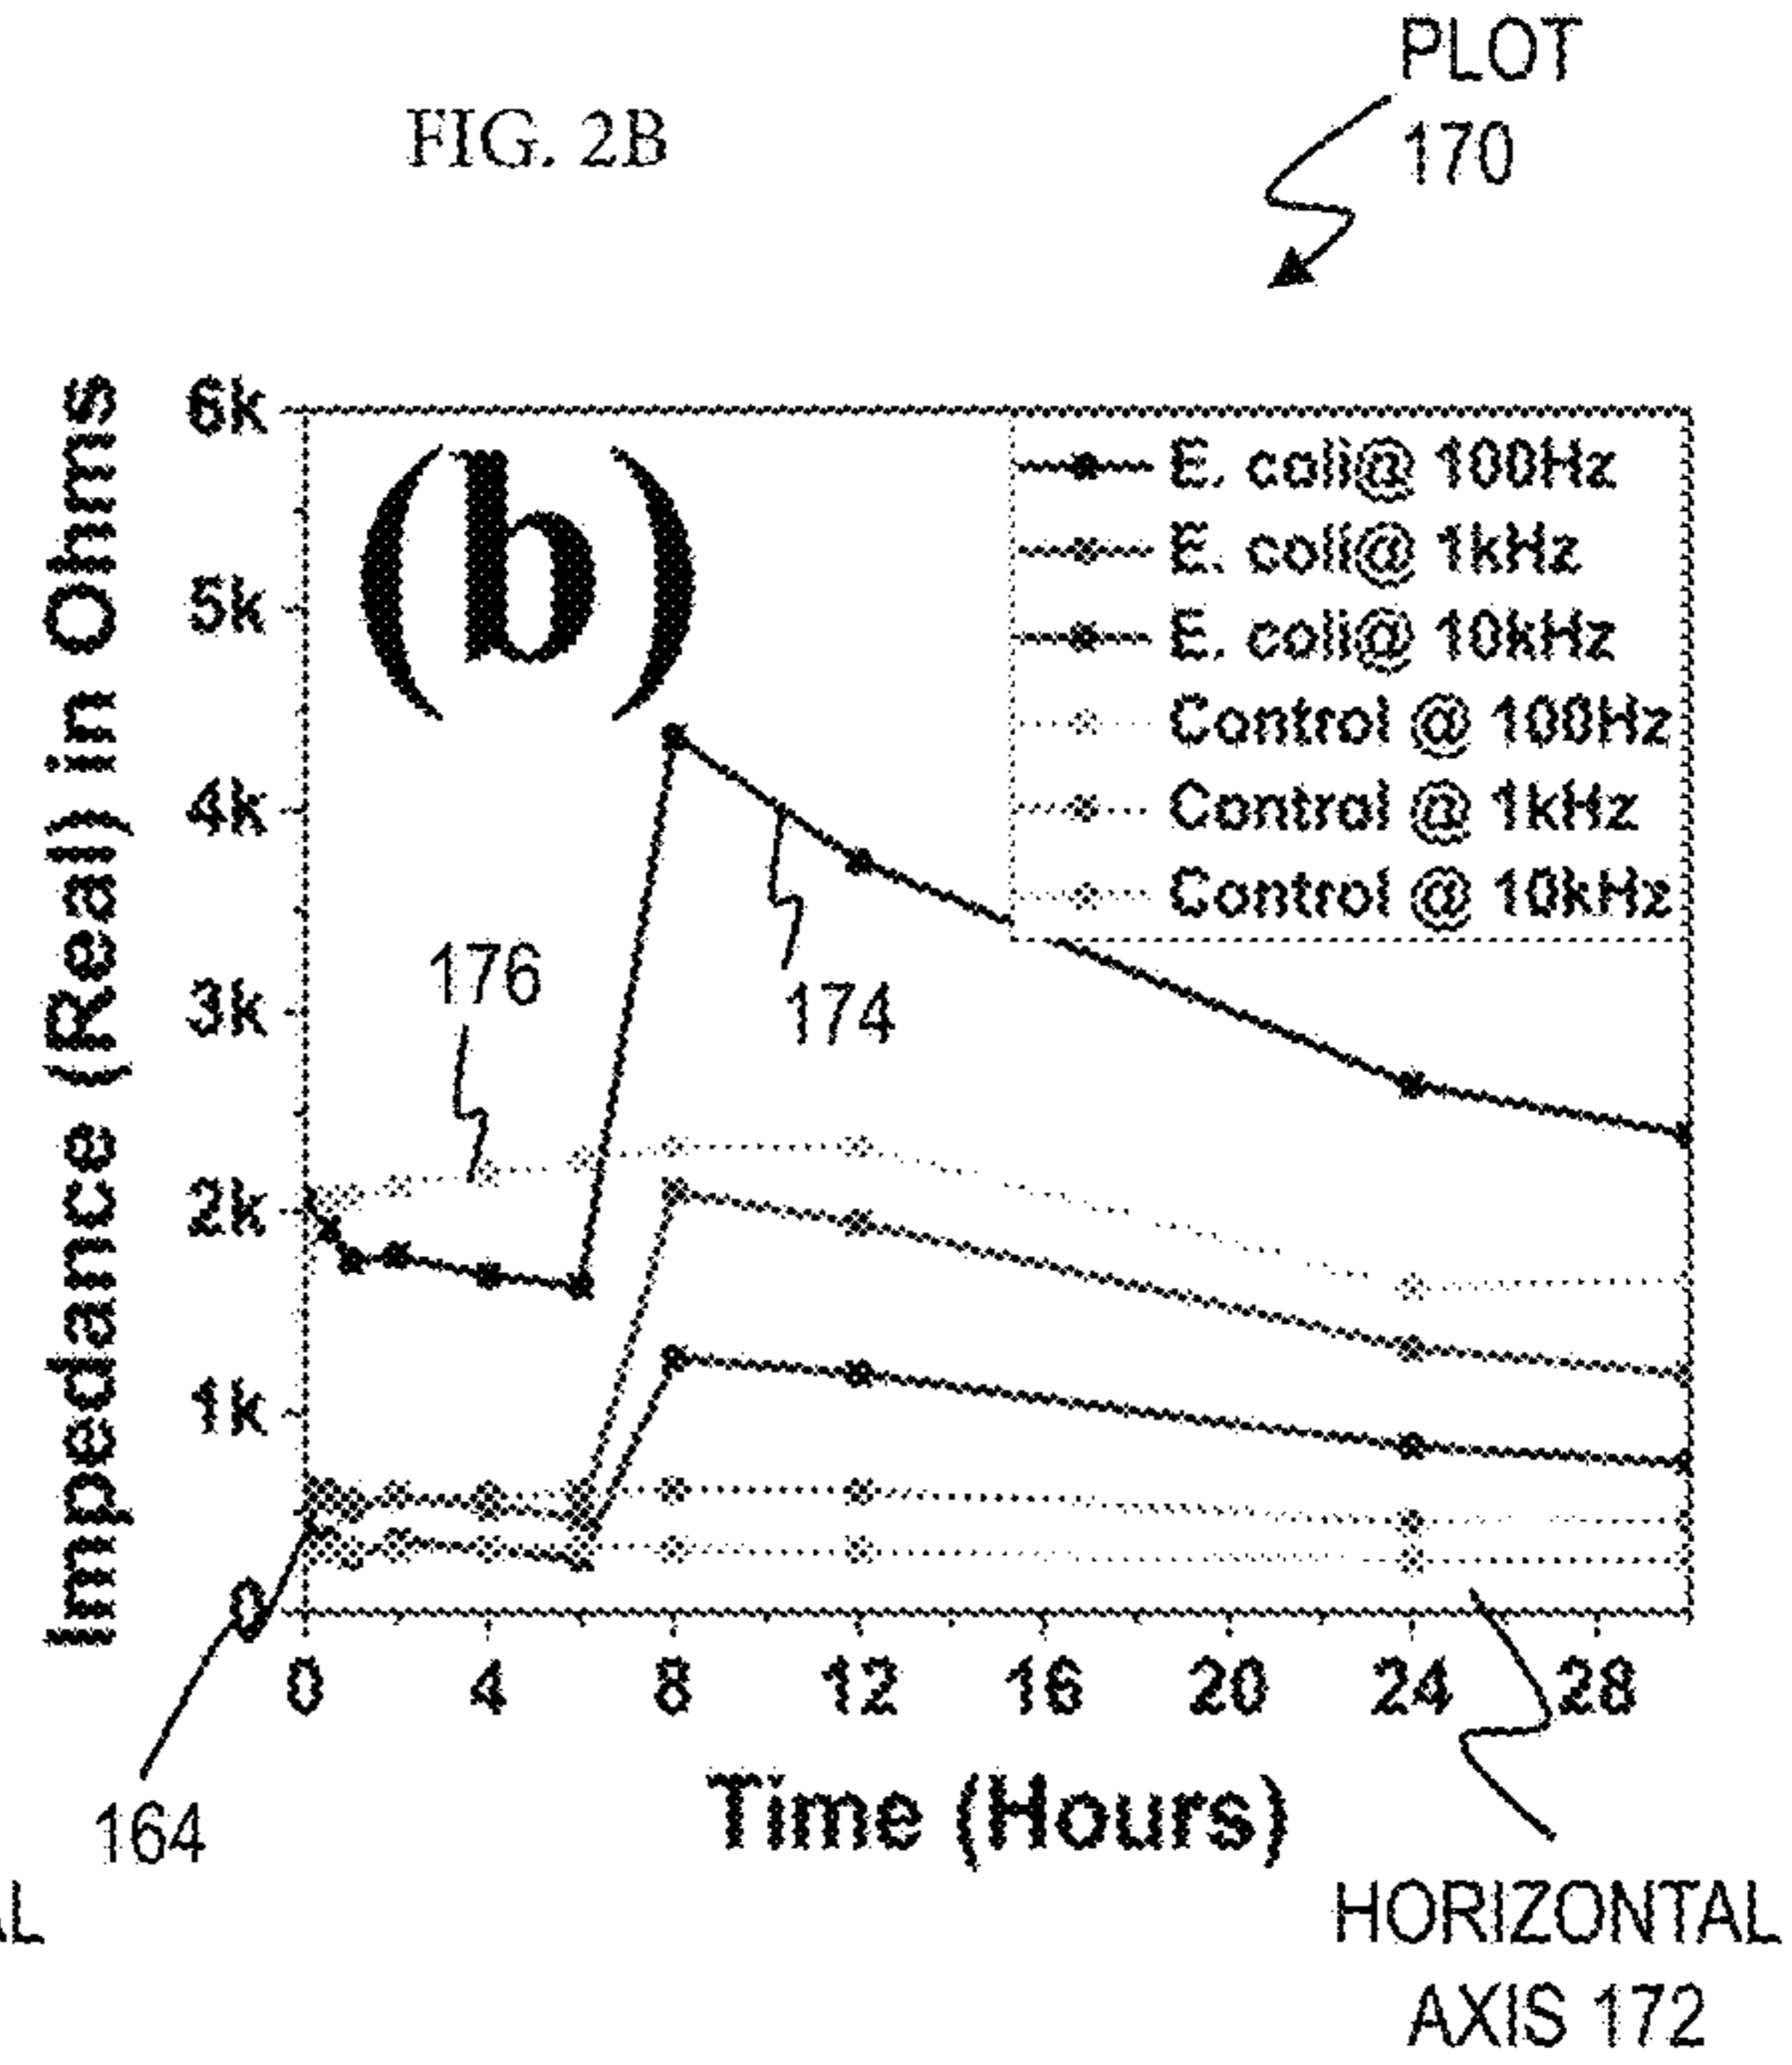 PLOT
170
FIG. 2B
Impedance (Real) in Ohms
6k
5k
4k
3k
2k
1k
0
(b)
E. coli@ 100Hz
E. coli@ 1kHz
E. coli@ 10kHz
Control @ 100Hz
Control @ 1kHz
Control @ 10kHz
176
174
0 4 8 12 16 20 24 28
Time (Hours)
164
AL
HORIZONTAL
AXIS 172